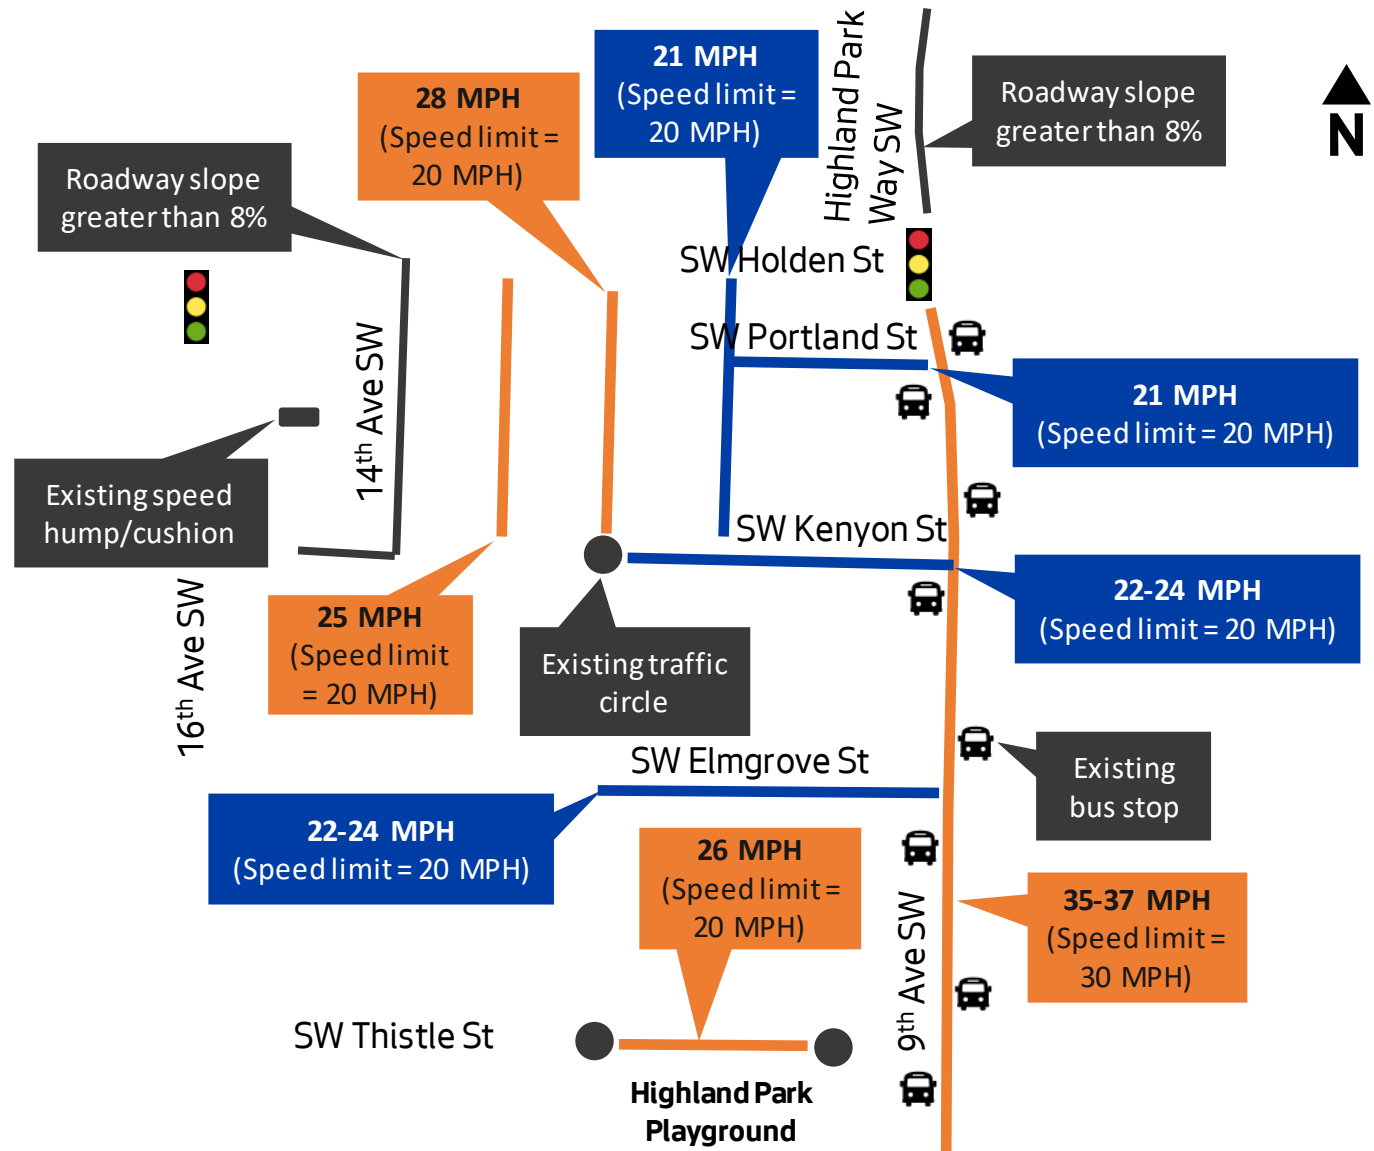 21 MPH
(Speed limit =
20 MPH)
Highland Park
Way SW
Roadway slope
greater than 8%
N
28 MPH
(Speed limit =
20 MPH)
Roadway slope
greater than 8%
SW Holden St
SW Portland St
14th Ave SW
21 MPH
(Speed limit = 20 MPH)
Existing speed
hump/cushion
SW Kenyon St
22-24 MPH
(Speed limit = 20 MPH)
16th Ave SW
25 MPH
(Speed limit
= 20 MPH)
Existing traffic
circle
SW Elmgrove St
Existing
bus stop
22-24 MPH
(Speed limit = 20 MPH)
26 MPH
(Speed limit =
20 MPH)
9th Ave SW
35-37 MPH
(Speed limit =
30 MPH)
SW Thistle St
Highland Park
Playground